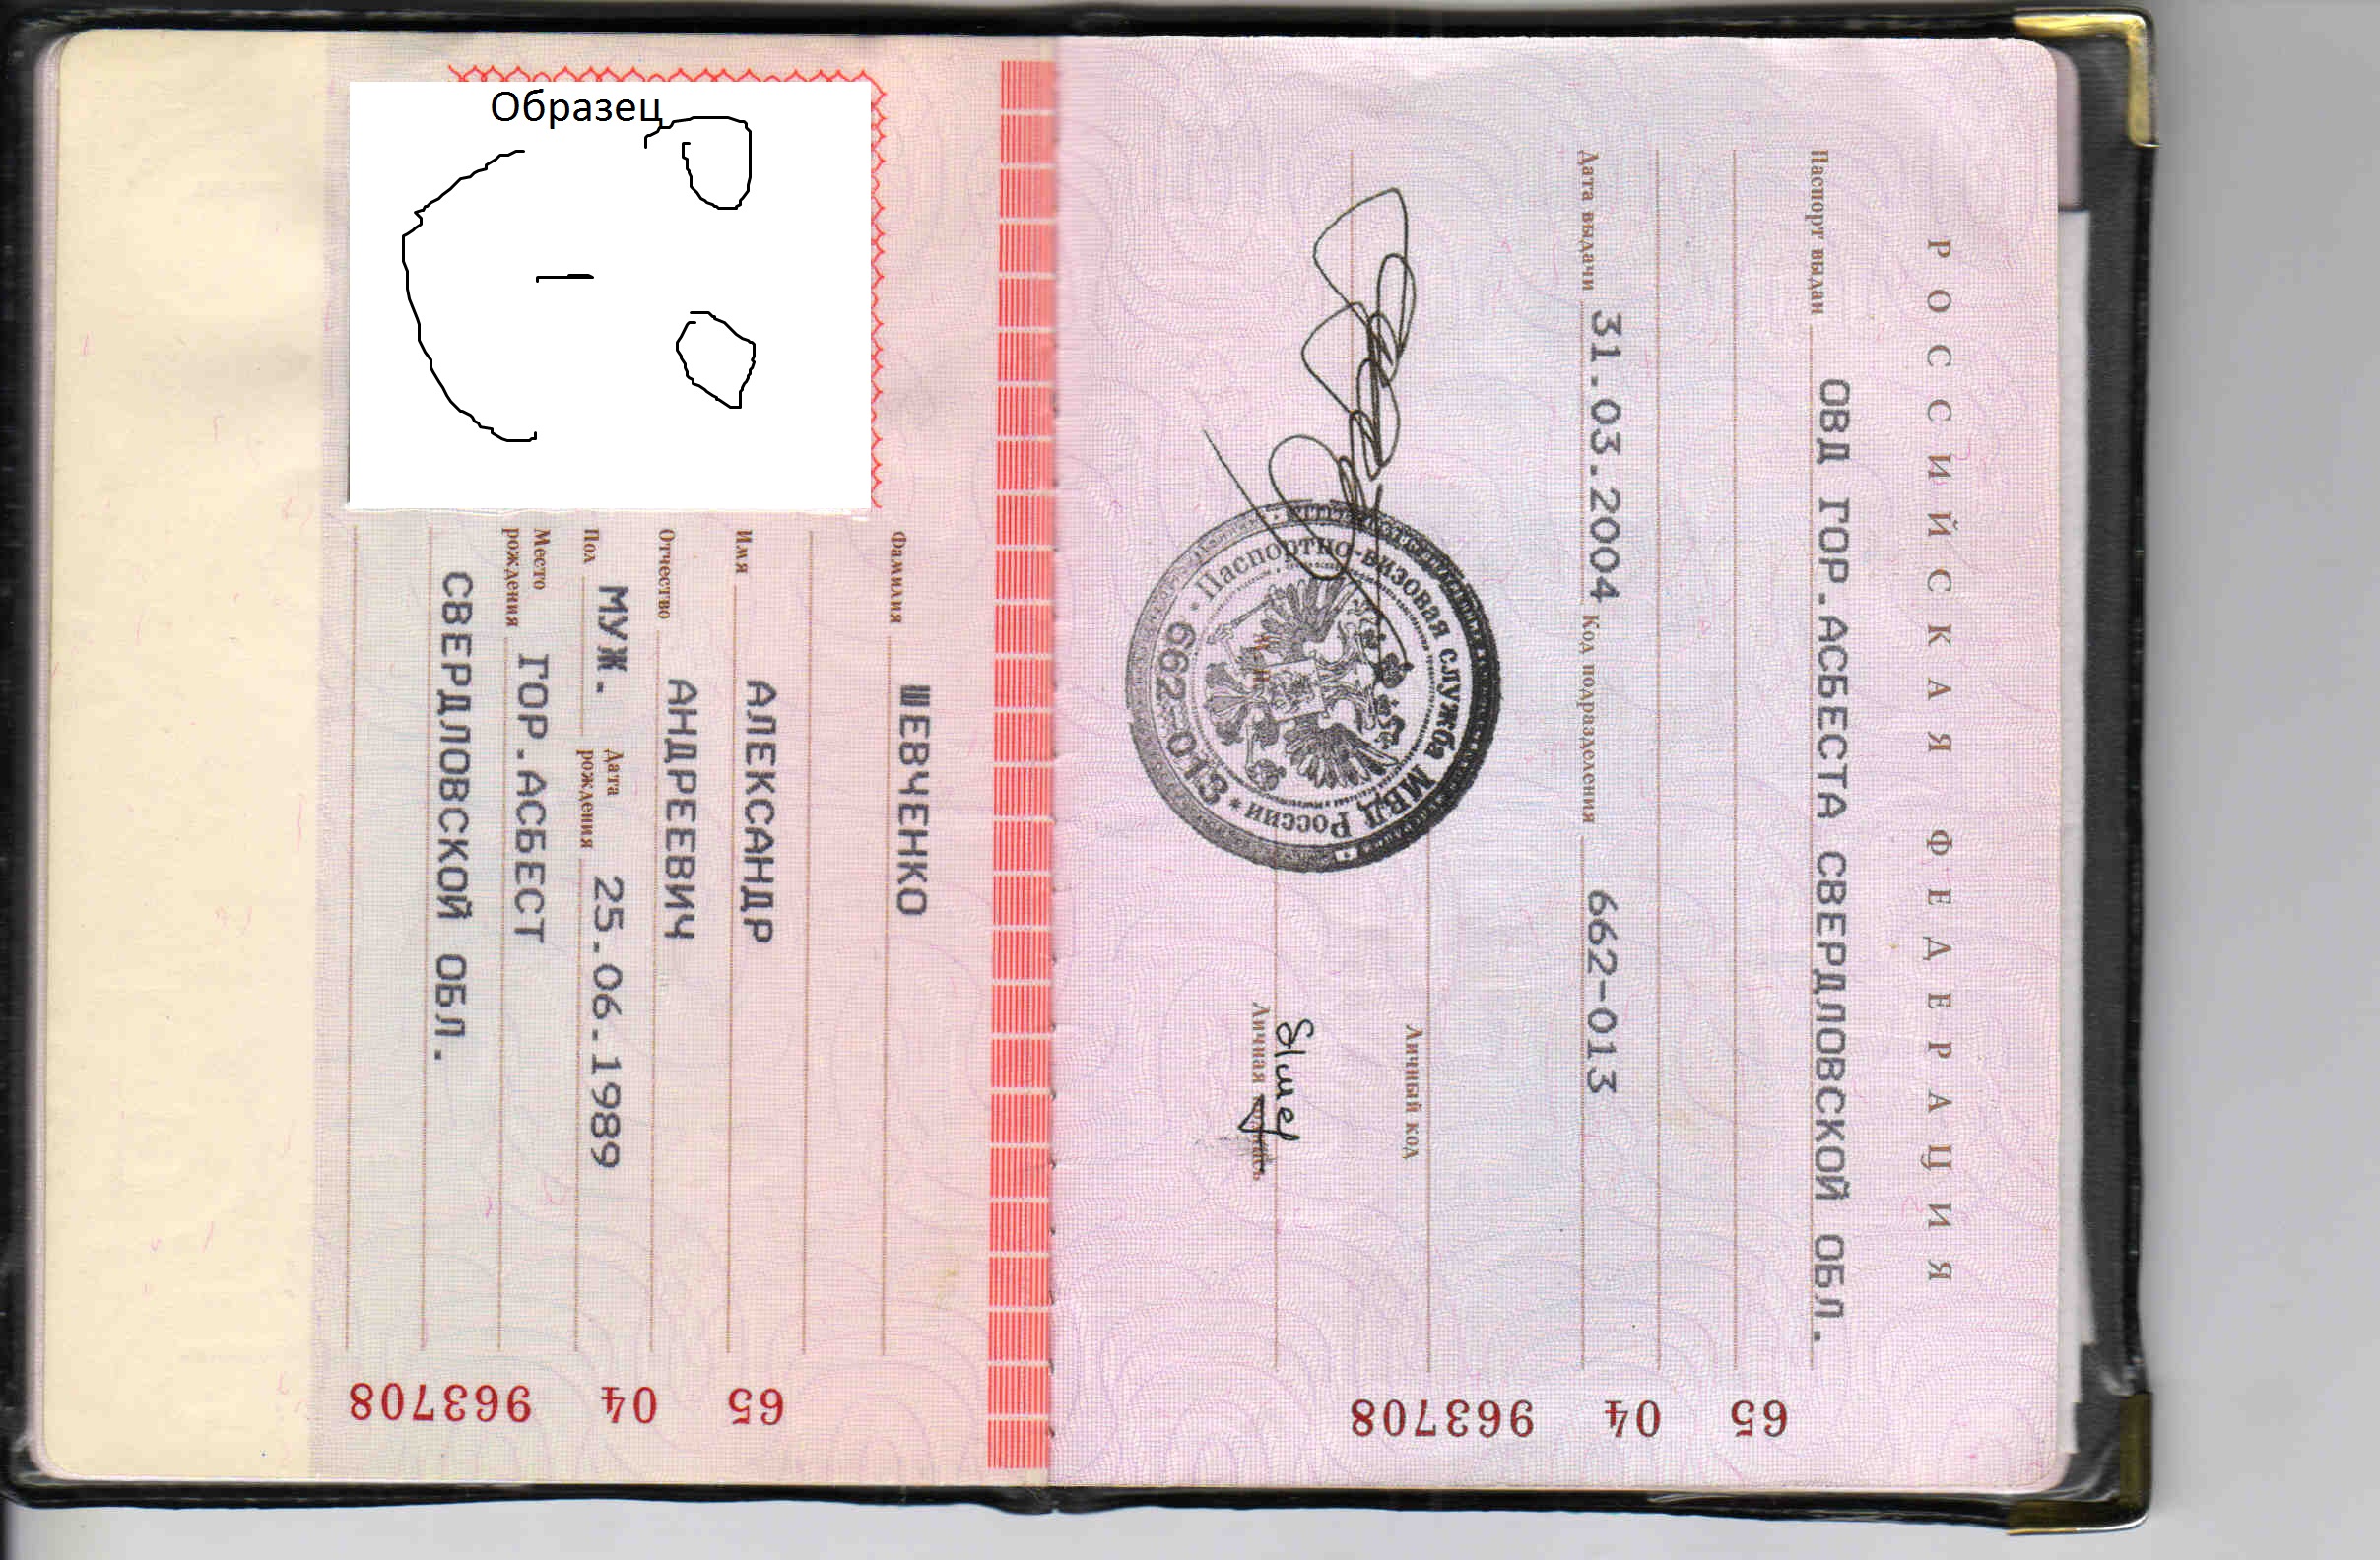 РОССИЙСКАЯ ФЕДЕРАЦИЯ
Паспорт выдан ОВД ГОР.АСБЕСТА СВЕРДЛОВСКОЙ ОБЛ.
Дата выдачи 31.03.2004 Код подразделения 662-013
Личный код
Личная подпись
Паспортно-визовая служба МВД России * 662-013
65 04 963708
Образец
Фамилия ШЕВЧЕНКО
Имя АЛЕКСАНДР
Отчество АНДРЕЕВИЧ
Пол МУЖ. Дата рождения 25.06.1989
Место рождения ГОР.АСБЕСТ
СВЕРДЛОВСКОЙ ОБЛ.
65 04 963708